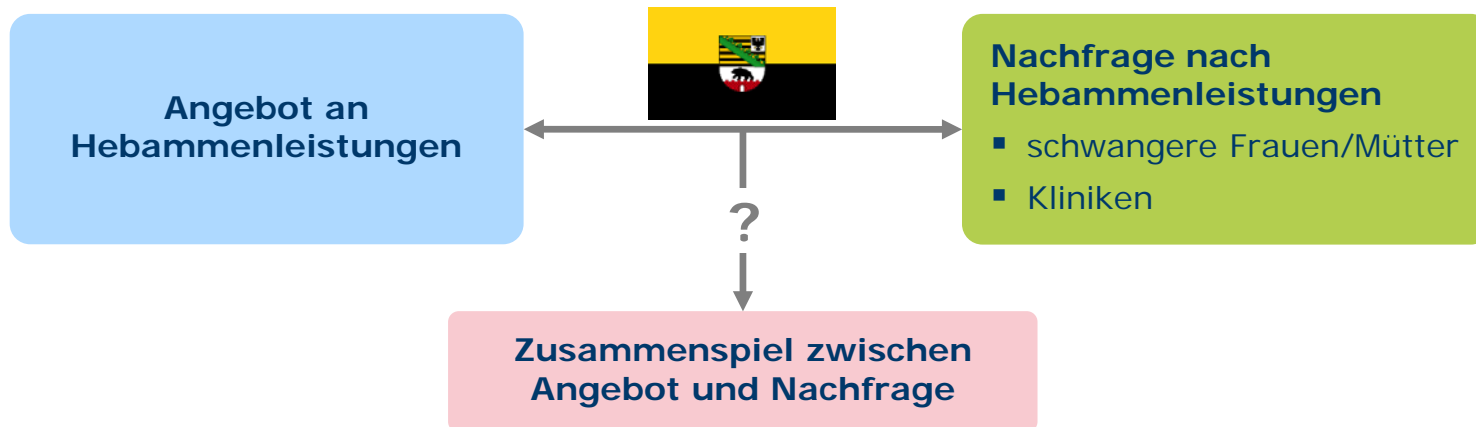 Angebot an
Hebammenleistungen
Nachfrage nach
Hebammenleistungen
▪ schwangere Frauen/Mütter
▪ Kliniken
?
Zusammenspiel zwischen
Angebot und Nachfrage